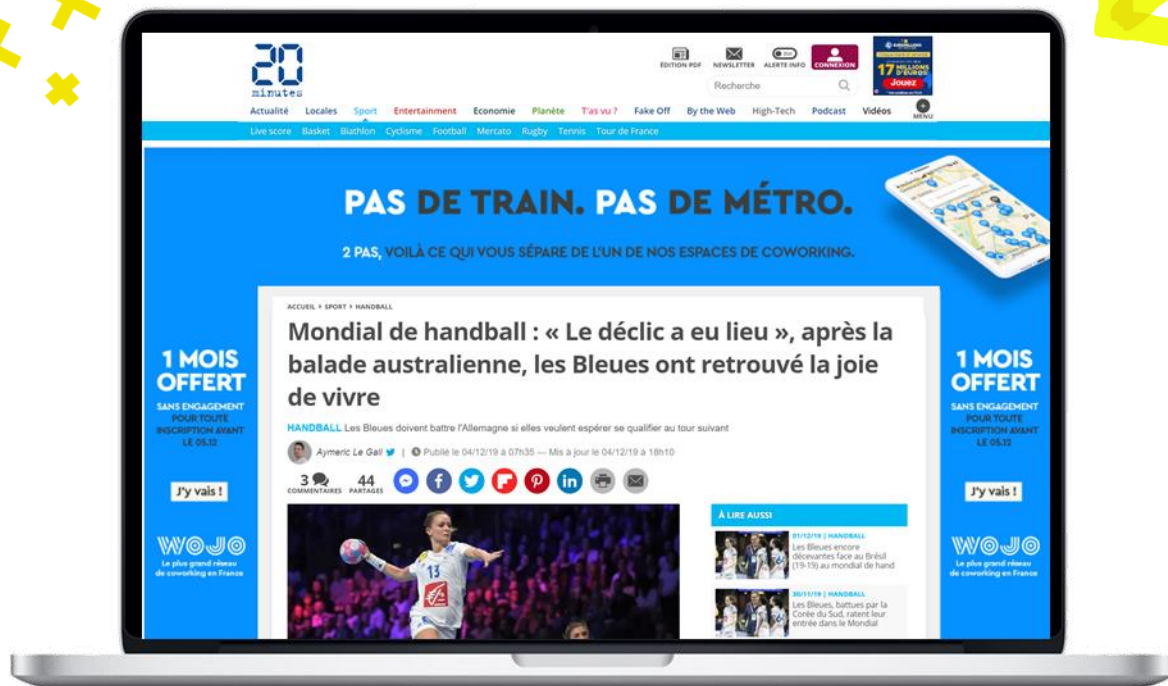 20
minutes
EDITION PDF NEWSLETTER ALERTE INFO CONNEXION
Recherche
17 MILLIONS
D'EUROS
Jouez
Actualité Locales Sport Entertainment Economie Planète T'as vu ? Fake Off By the Web High-Tech Podcast Vidéos MENU
Live score Basket Biathlon Cyclisme Football Mercato Rugby Tennis Tour de France
PAS DE TRAIN. PAS DE MÉTRO.
2 PAS, VOILÀ CE QUI VOUS SÉPARE DE L'UN DE NOS ESPACES DE COWORKING.
1 MOIS
OFFERT
SANS ENGAGEMENT
POUR TOUTE
INSCRIPTION AVANT
LE 05.12
J'y vais !
WOJO
Le plus grand réseau
de coworking en France
ACCUEIL > SPORT > HANDBALL
Mondial de handball : « Le déclic a eu lieu », après la
balade australienne, les Bleues ont retrouvé la joie
de vivre
HANDBALL Les Bleues doivent battre l'Allemagne si elles veulent espérer se qualifier au tour suivant
Aymeric Le Gall | Publié le 04/12/19 à 07h35 — Mis à jour le 04/12/19 à 18h10
3 44
COMMENTAIRES PARTAGES
13
À LIRE AUSSI
01/12/19 | HANDBALL
Les Bleues encore
décevantes face au Brésil
(19-19) au mondial de hand
30/11/19 | HANDBALL
Les Bleues, battues par la
Corée du Sud, ratent leur
entrée dans le Mondial
1 MOIS
OFFERT
SANS ENGAGEMENT
POUR TOUTE
INSCRIPTION AVANT
LE 05.12
J'y vais !
WOJO
Le plus grand réseau
de coworking en France